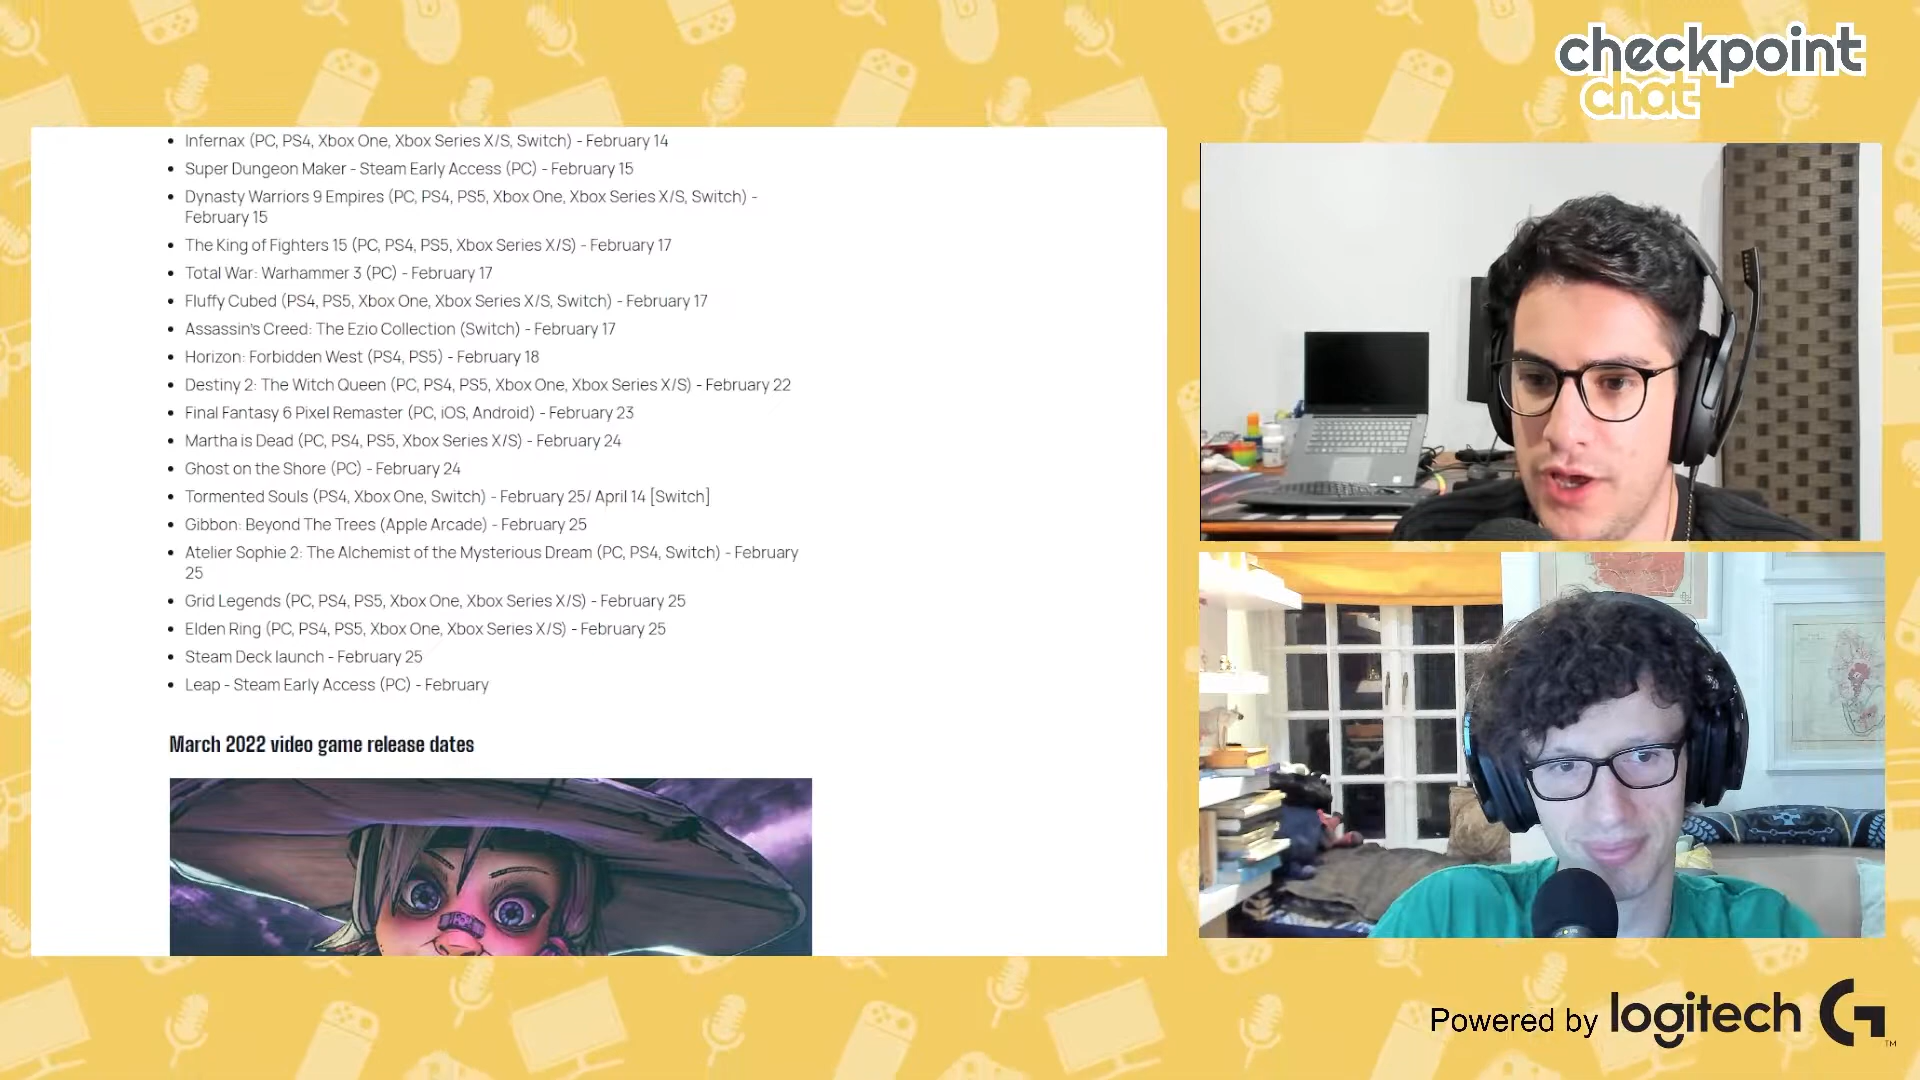 checkpoint
chat
Infernax (PC, PS4, Xbox One, Xbox Series X/S, Switch) - February 14
Super Dungeon Maker - Steam Early Access (PC) - February 15
Dynasty Warriors 9 Empires (PC, PS4, PS5, Xbox One, Xbox Series X/S, Switch) -
February 15
The King of Fighters 15 (PC, PS4, PS5, Xbox Series X/S) - February 17
Total War: Warhammer 3 (PC) - February 17
Fluffy Cubed (PS4, PS5, Xbox One, Xbox Series X/S, Switch) - February 17
Assassin's Creed: The Ezio Collection (Switch) - February 17
Horizon: Forbidden West (PS4, PS5) - February 18
Destiny 2: The Witch Queen (PC, PS4, PS5, Xbox One, Xbox Series X/S) - February 22
Final Fantasy 6 Pixel Remaster (PC, iOS, Android) - February 23
Martha is Dead (PC, PS4, PS5, Xbox Series X/S) - February 24
Ghost on the Shore (PC) - February 24
Tormented Souls (PS4, Xbox One, Switch) - February 25/ April 14 [Switch]
Gibbon: Beyond The Trees (Apple Arcade) - February 25
Atelier Sophie 2: The Alchemist of the Mysterious Dream (PC, PS4, Switch) - February
25
Grid Legends (PC, PS4, PS5, Xbox One, Xbox Series X/S) - February 25
Elden Ring (PC, PS4, PS5, Xbox One, Xbox Series X/S) - February 25
Steam Deck launch - February 25
Leap - Steam Early Access (PC) - February
March 2022 video game release dates
Powered by logitech G TM